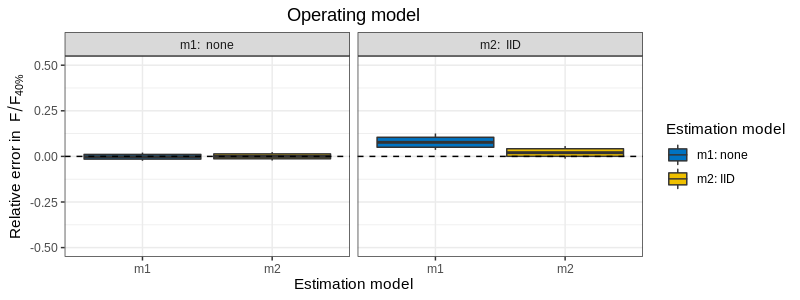 Operating model
m1: none
m2: IID
Relative error in F/F40%
0.50
0.25
0.00
-0.25
-0.50
m1
m2
m1
m2
Estimation model
Estimation model
m1: none
m2: IID